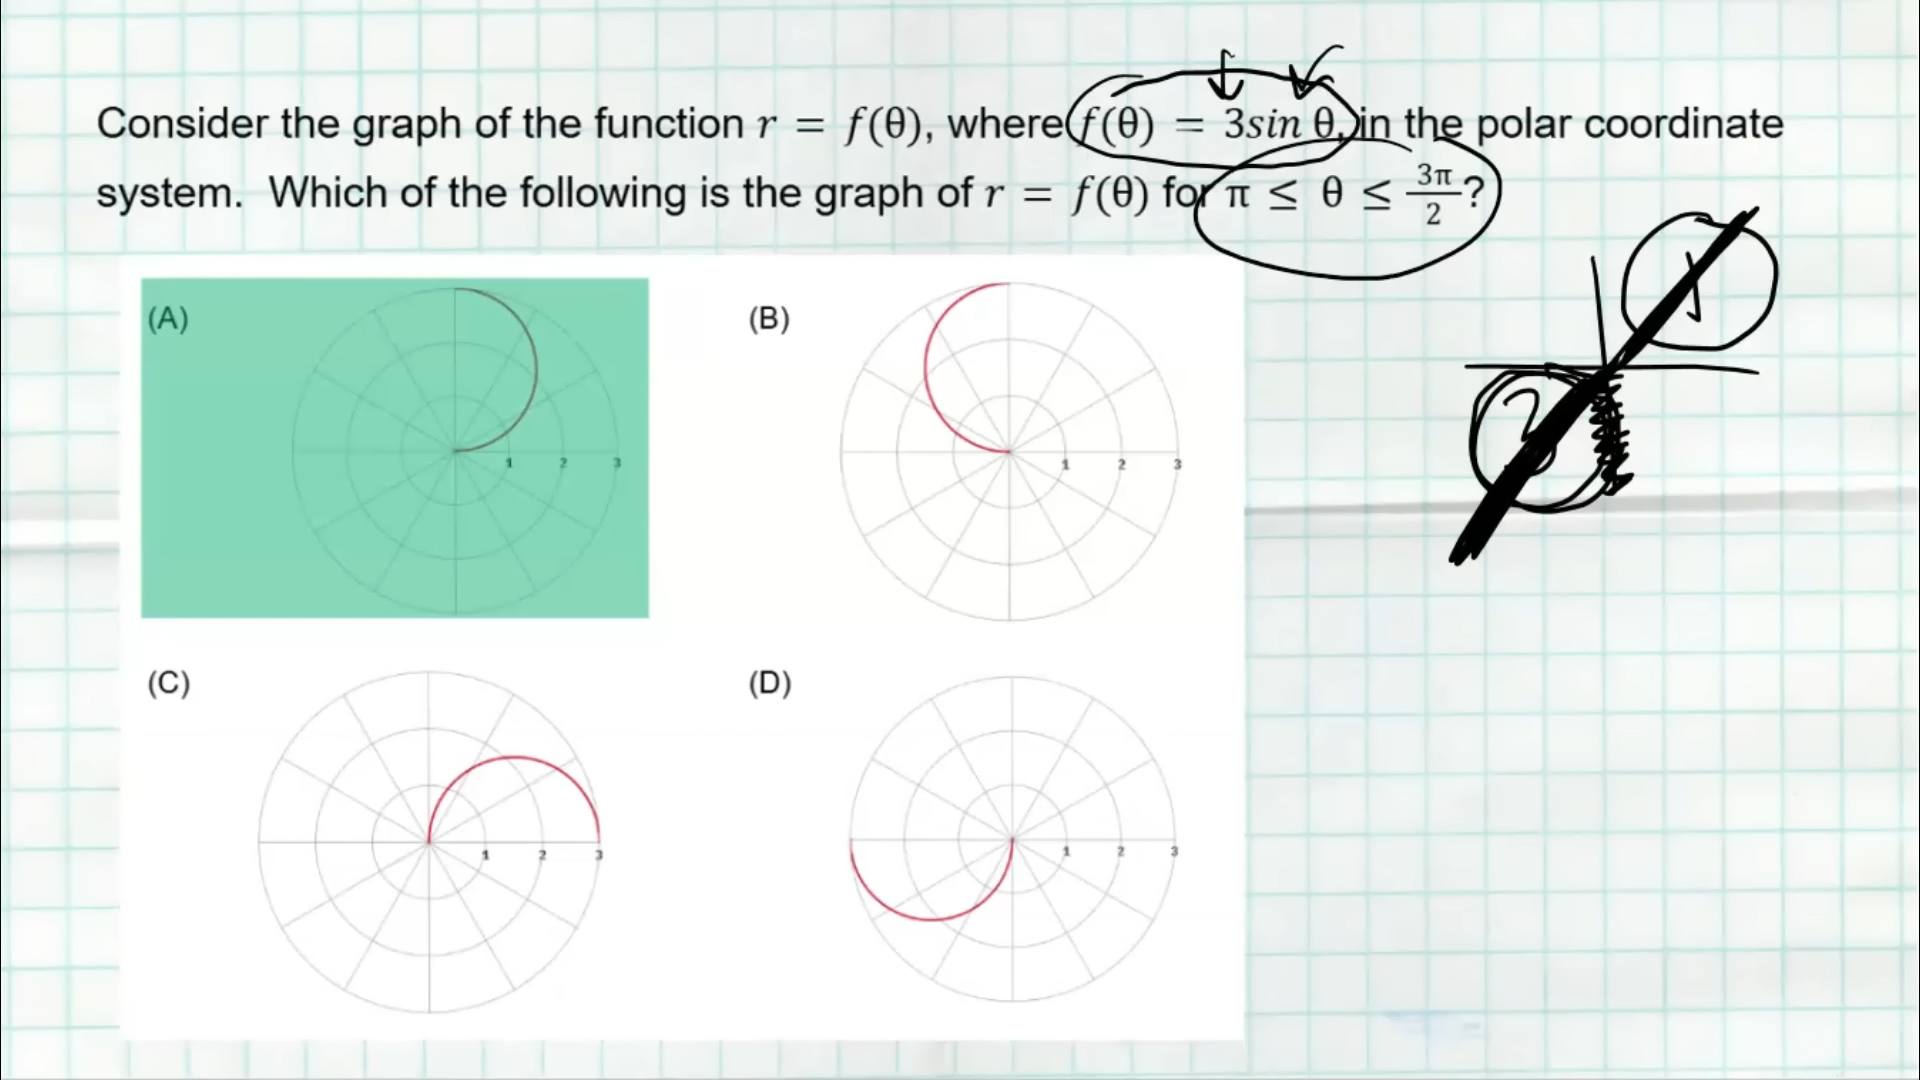 Consider the graph of the function r = f(θ), where f(θ) = 3sin θ, in the polar coordinate
system. Which of the following is the graph of r = f(θ) for π ≤ θ ≤ 3π/2?
(A)
1 2 3
(B)
1 2 3
(C)
1 2 3
(D)
1 2 3
1